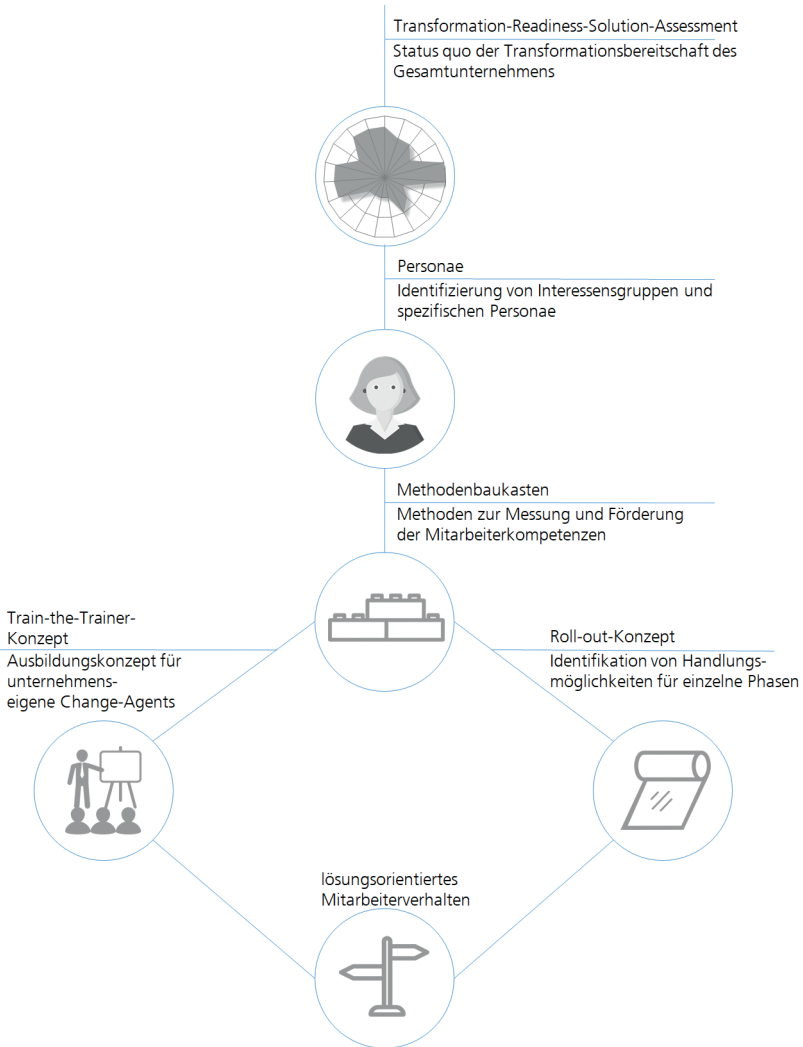 Transformation-Readiness-Solution-Assessment
Status quo der Transformationsbereitschaft des
Gesamtunternehmens
Personae
Identifizierung von Interessensgruppen und
spezifischen Personae
Methodenbaukasten
Methoden zur Messung und Förderung
der Mitarbeiterkompetenzen
Train-the-Trainer-
Konzept
Ausbildungskonzept für
unternehmens-
eigene Change-Agents
Roll-out-Konzept
Identifikation von Handlungs-
möglichkeiten für einzelne Phasen
lösungsorientiertes
Mitarbeiterverhalten